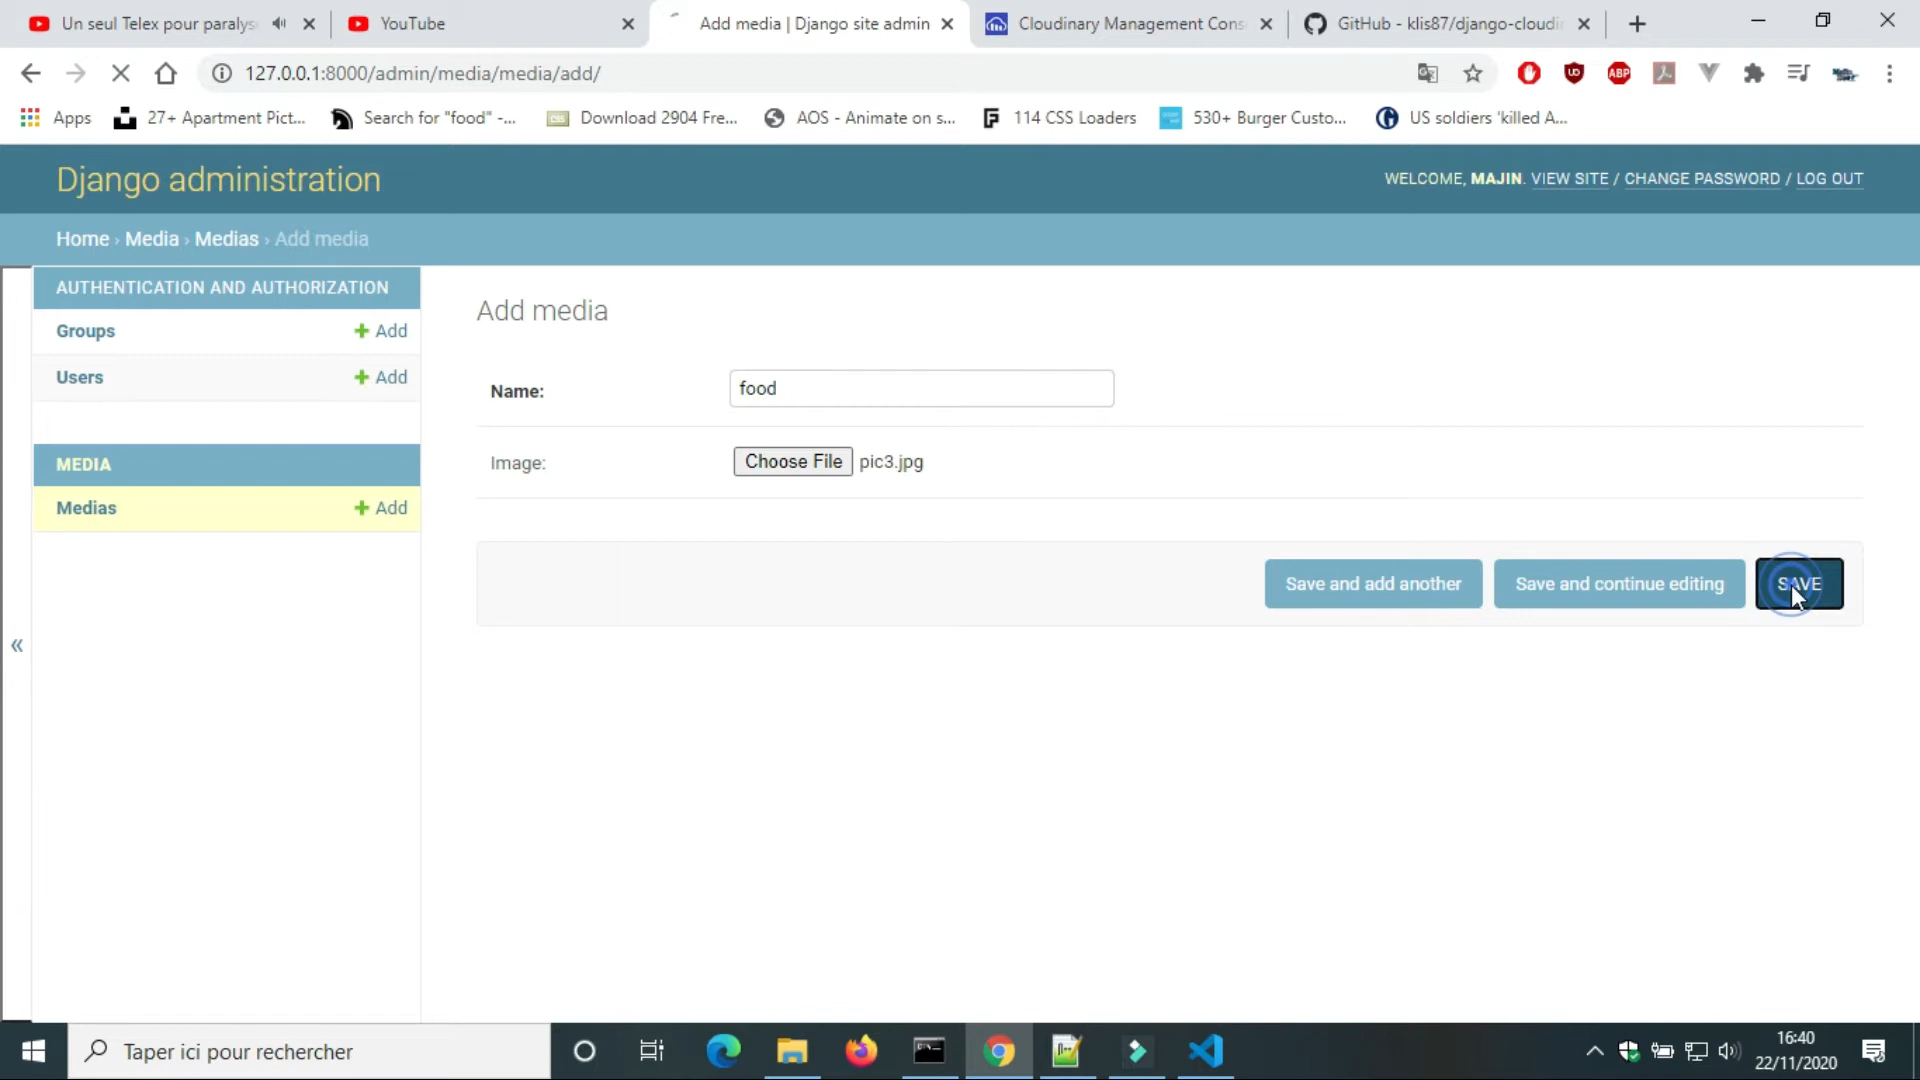 Un seul Telex pour paralys
YouTube
Add media | Django site admin
Cloudinary Management Cons
GitHub - klis87/django-cloudin
127.0.0.1:8000/admin/media/media/add/
ABP
Apps
27+ Apartment Pict...
Search for "food" -...
Download 2904 Fre...
AOS - Animate on s...
114 CSS Loaders
530+ Burger Custo...
US soldiers 'killed A...
Django administration
WELCOME, MAJIN. VIEW SITE / CHANGE PASSWORD / LOG OUT
Home › Media › Medias › Add media
AUTHENTICATION AND AUTHORIZATION
Groups + Add
Users + Add
MEDIA
Medias + Add
«
Add media
Name: food
Image: Choose File pic3.jpg
Save and add another
Save and continue editing
SAVE
Taper ici pour rechercher
16:40
22/11/2020